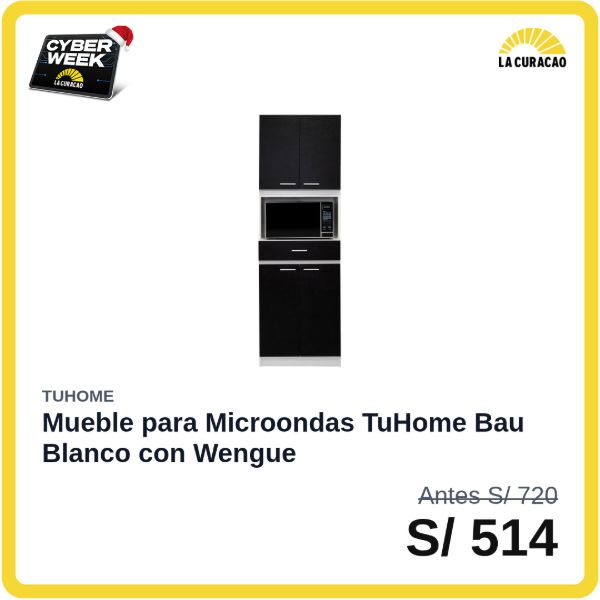 CYBER
WEEK
LA CURACAO
LA CURACAO
TUHOME
Mueble para Microondas TuHome Bau
Blanco con Wengue
Antes S/ 720
S/ 514